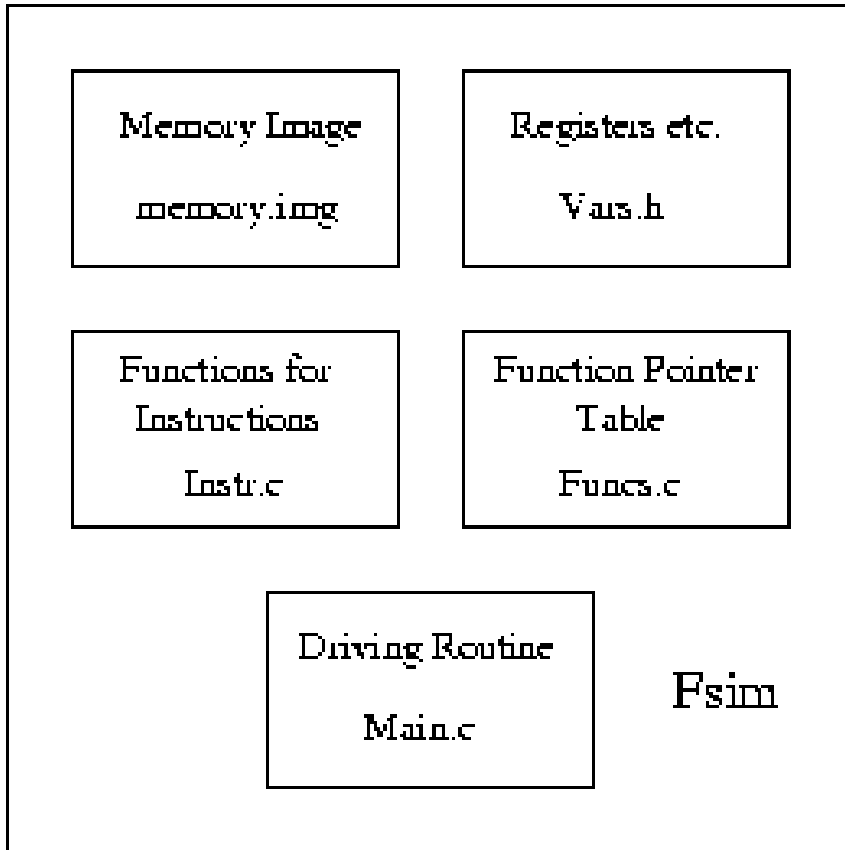 Memory Image
memory.img
Registers etc.
Vars.h
Functions for
Instructions
Instr.c
Function Pointer
Table
Funcs.c
Driving Routine
Main.c
Fsim